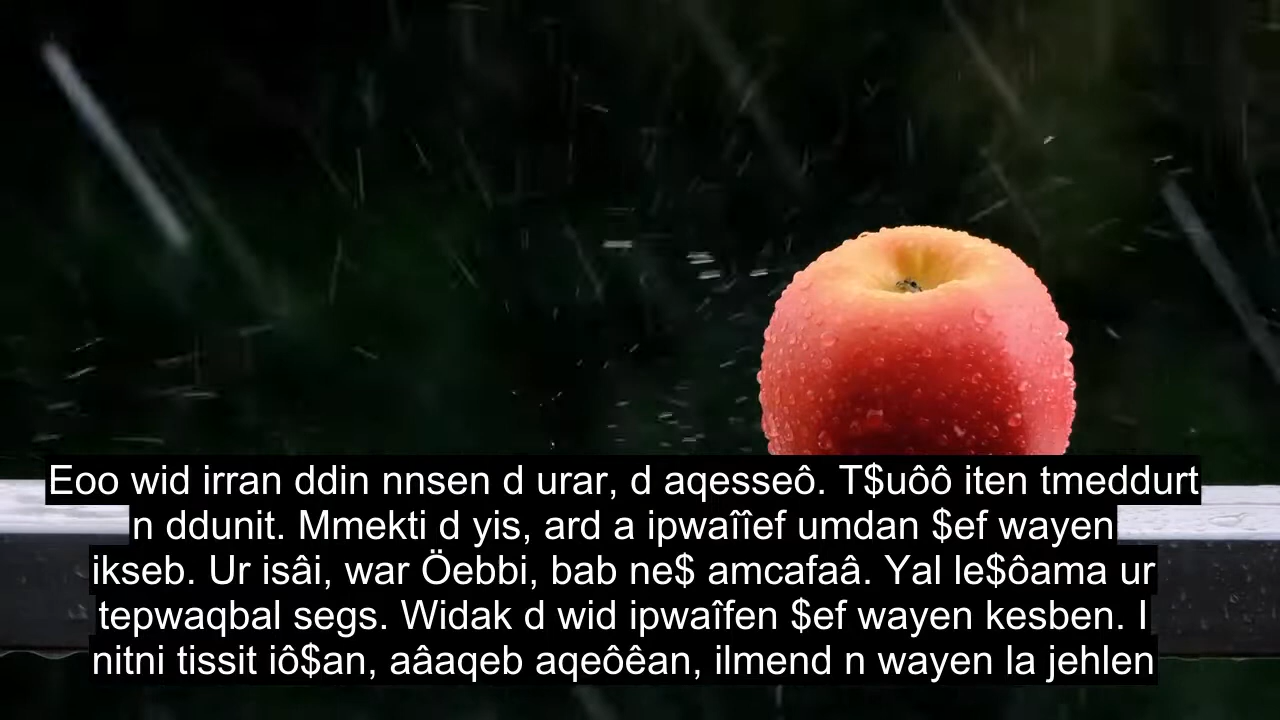 Eoo wid irran ddin nnsen d urar, d aqesseô. T$uôô iten tmeddurt
n ddunit. Mmekti d yis, ard a ipwaîîef umdan $ef wayen
ikseb. Ur isâi, war Öebbi, bab ne$ amcafaâ. Yal le$ôama ur
tepwaqbal segs. Widak d wid ipwaîfen $ef wayen kesben. I
nitni tissit iô$an, aâaqeb aqeôêan, ilmend n wayen la jehlen